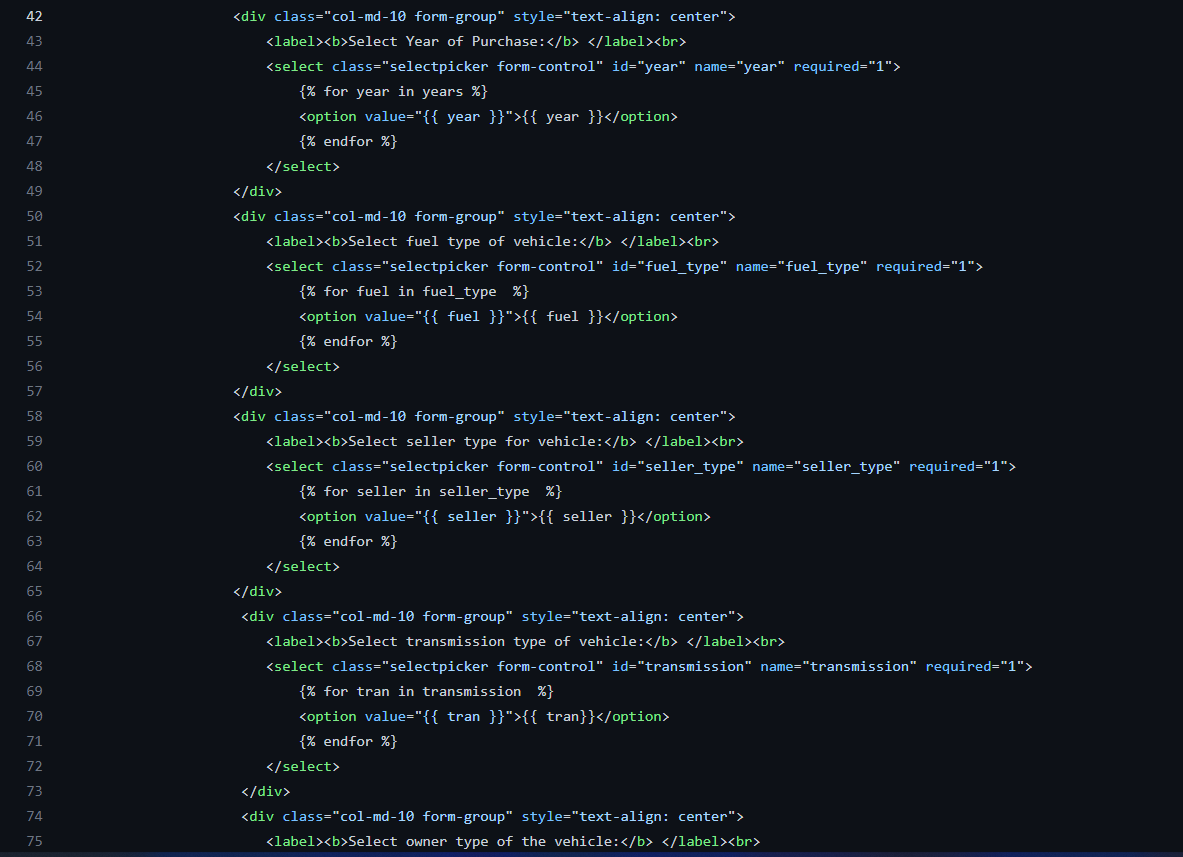 42 <div class="col-md-10 form-group" style="text-align: center">
43 <label><b>Select Year of Purchase:</b> </label><br>
44 <select class="selectpicker form-control" id="year" name="year" required="1">
45 {% for year in years %}
46 <option value="{{ year }}">{{ year }}</option>
47 {% endfor %}
48 </select>
49 </div>
50 <div class="col-md-10 form-group" style="text-align: center">
51 <label><b>Select fuel type of vehicle:</b> </label><br>
52 <select class="selectpicker form-control" id="fuel_type" name="fuel_type" required="1">
53 {% for fuel in fuel_type  %}
54 <option value="{{ fuel }}">{{ fuel }}</option>
55 {% endfor %}
56 </select>
57 </div>
58 <div class="col-md-10 form-group" style="text-align: center">
59 <label><b>Select seller type for vehicle:</b> </label><br>
60 <select class="selectpicker form-control" id="seller_type" name="seller_type" required="1">
61 {% for seller in seller_type  %}
62 <option value="{{ seller }}">{{ seller }}</option>
63 {% endfor %}
64 </select>
65 </div>
66 <div class="col-md-10 form-group" style="text-align: center">
67 <label><b>Select transmission type of vehicle:</b> </label><br>
68 <select class="selectpicker form-control" id="transmission" name="transmission" required="1">
69 {% for tran in transmission  %}
70 <option value="{{ tran }}">{{ tran}}</option>
71 {% endfor %}
72 </select>
73 </div>
74 <div class="col-md-10 form-group" style="text-align: center">
75 <label><b>Select owner type of the vehicle:</b> </label><br>